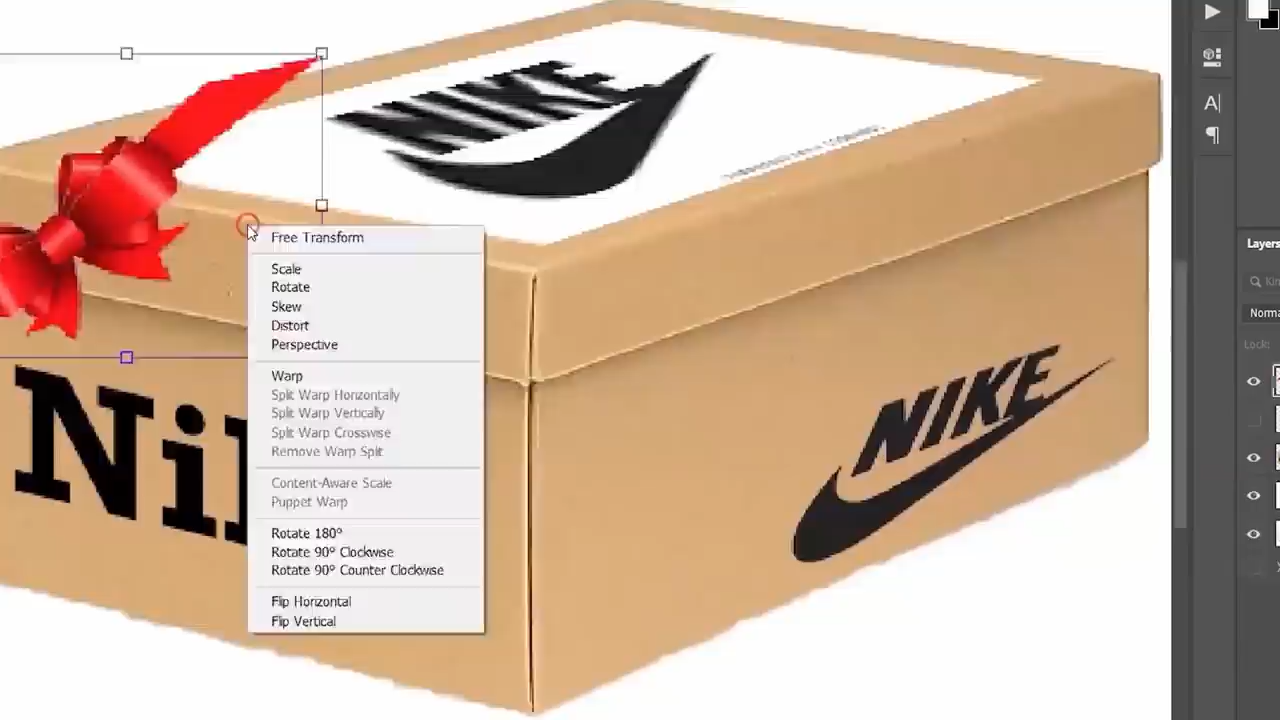 NIKE
Free Transform
Scale
Rotate
Skew
Distort
Perspective
Warp
Split Warp Horizontally
Split Warp Vertically
Split Warp Crosswise
Remove Warp Split
Content-Aware Scale
Puppet Warp
Rotate 180°
Rotate 90° Clockwise
Rotate 90° Counter Clockwise
Flip Horizontal
Flip Vertical
Ni
NIKE
A|
¶
Layers
Norma
Lock: